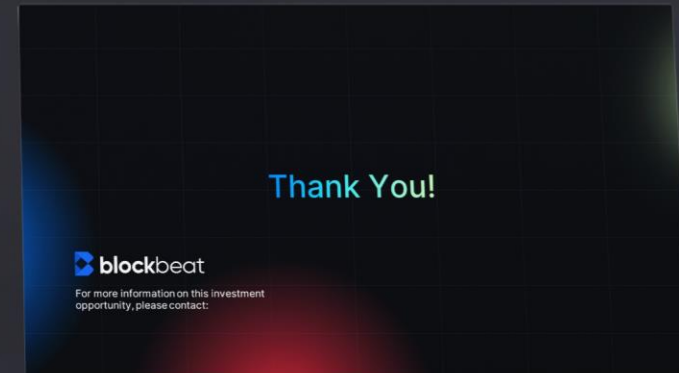 Thank You!
blockbeat
For more information on this investment
opportunity, please contact: